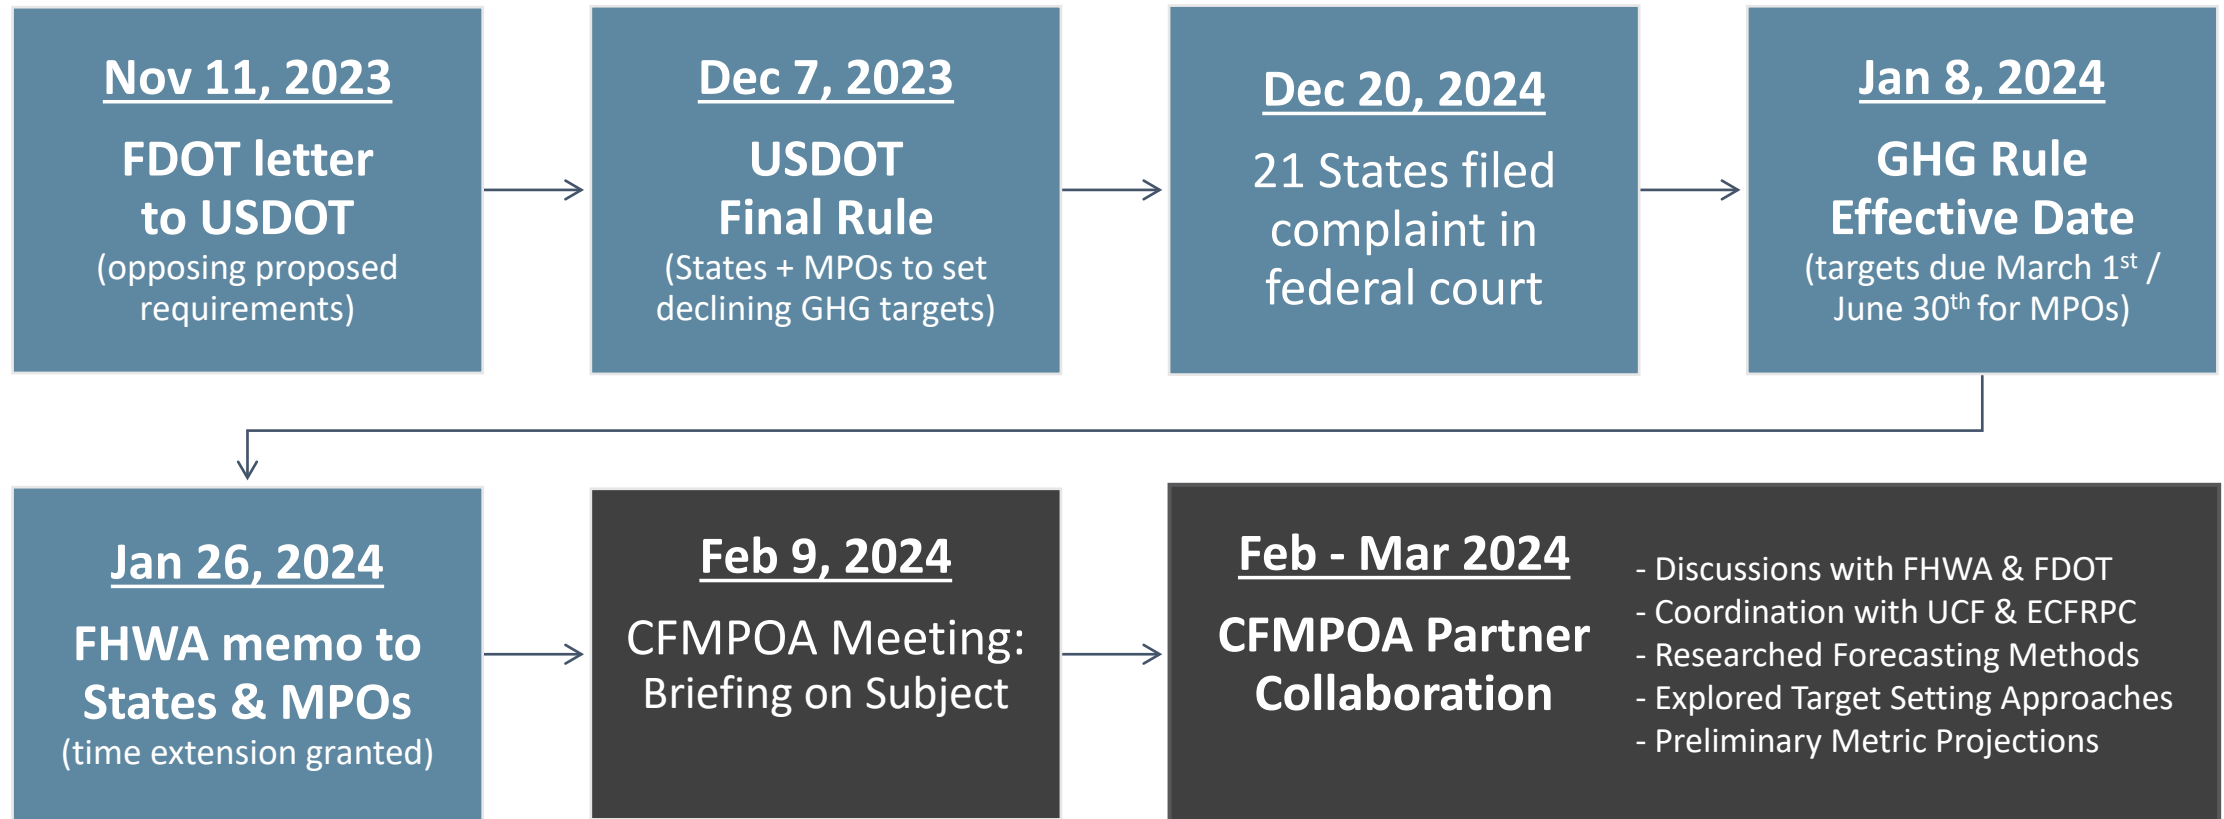 Nov 11, 2023
FDOT letter
to USDOT
(opposing proposed
requirements)
Dec 7, 2023
USDOT
Final Rule
(States + MPOs to set
declining GHG targets)
Dec 20, 2024
21 States filed
complaint in
federal court
Jan 8, 2024
GHG Rule
Effective Date
(targets due March 1st /
June 30th for MPOs)
Jan 26, 2024
FHWA memo to
States & MPOs
(time extension granted)
Feb 9, 2024
CFMPOA Meeting:
Briefing on Subject
Feb - Mar 2024
CFMPOA Partner
Collaboration
- Discussions with FHWA & FDOT
- Coordination with UCF & ECFRPC
- Researched Forecasting Methods
- Explored Target Setting Approaches
- Preliminary Metric Projections